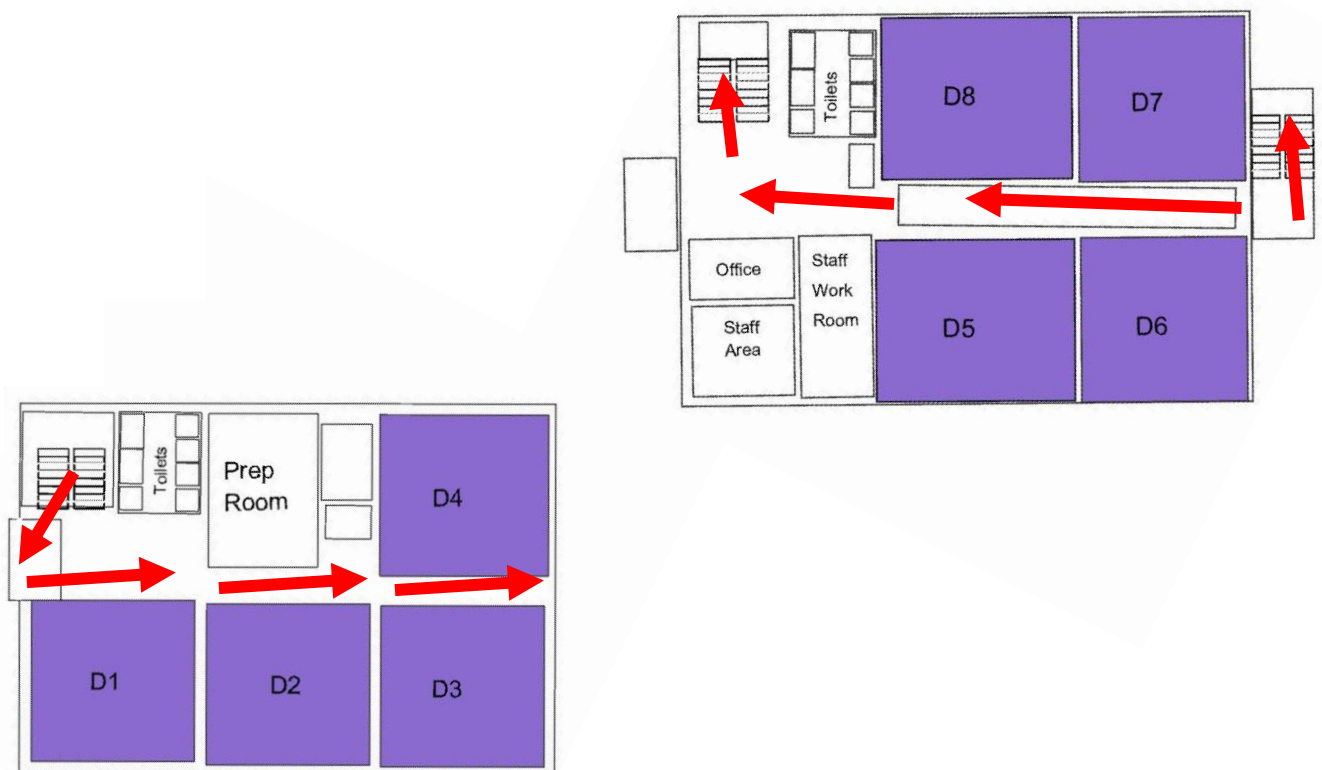 Toilets
D8
D7
Office
Staff
Work
Room
Staff
Area
D5
D6
Toilets
Prep
Room
D4
D1
D2
D3